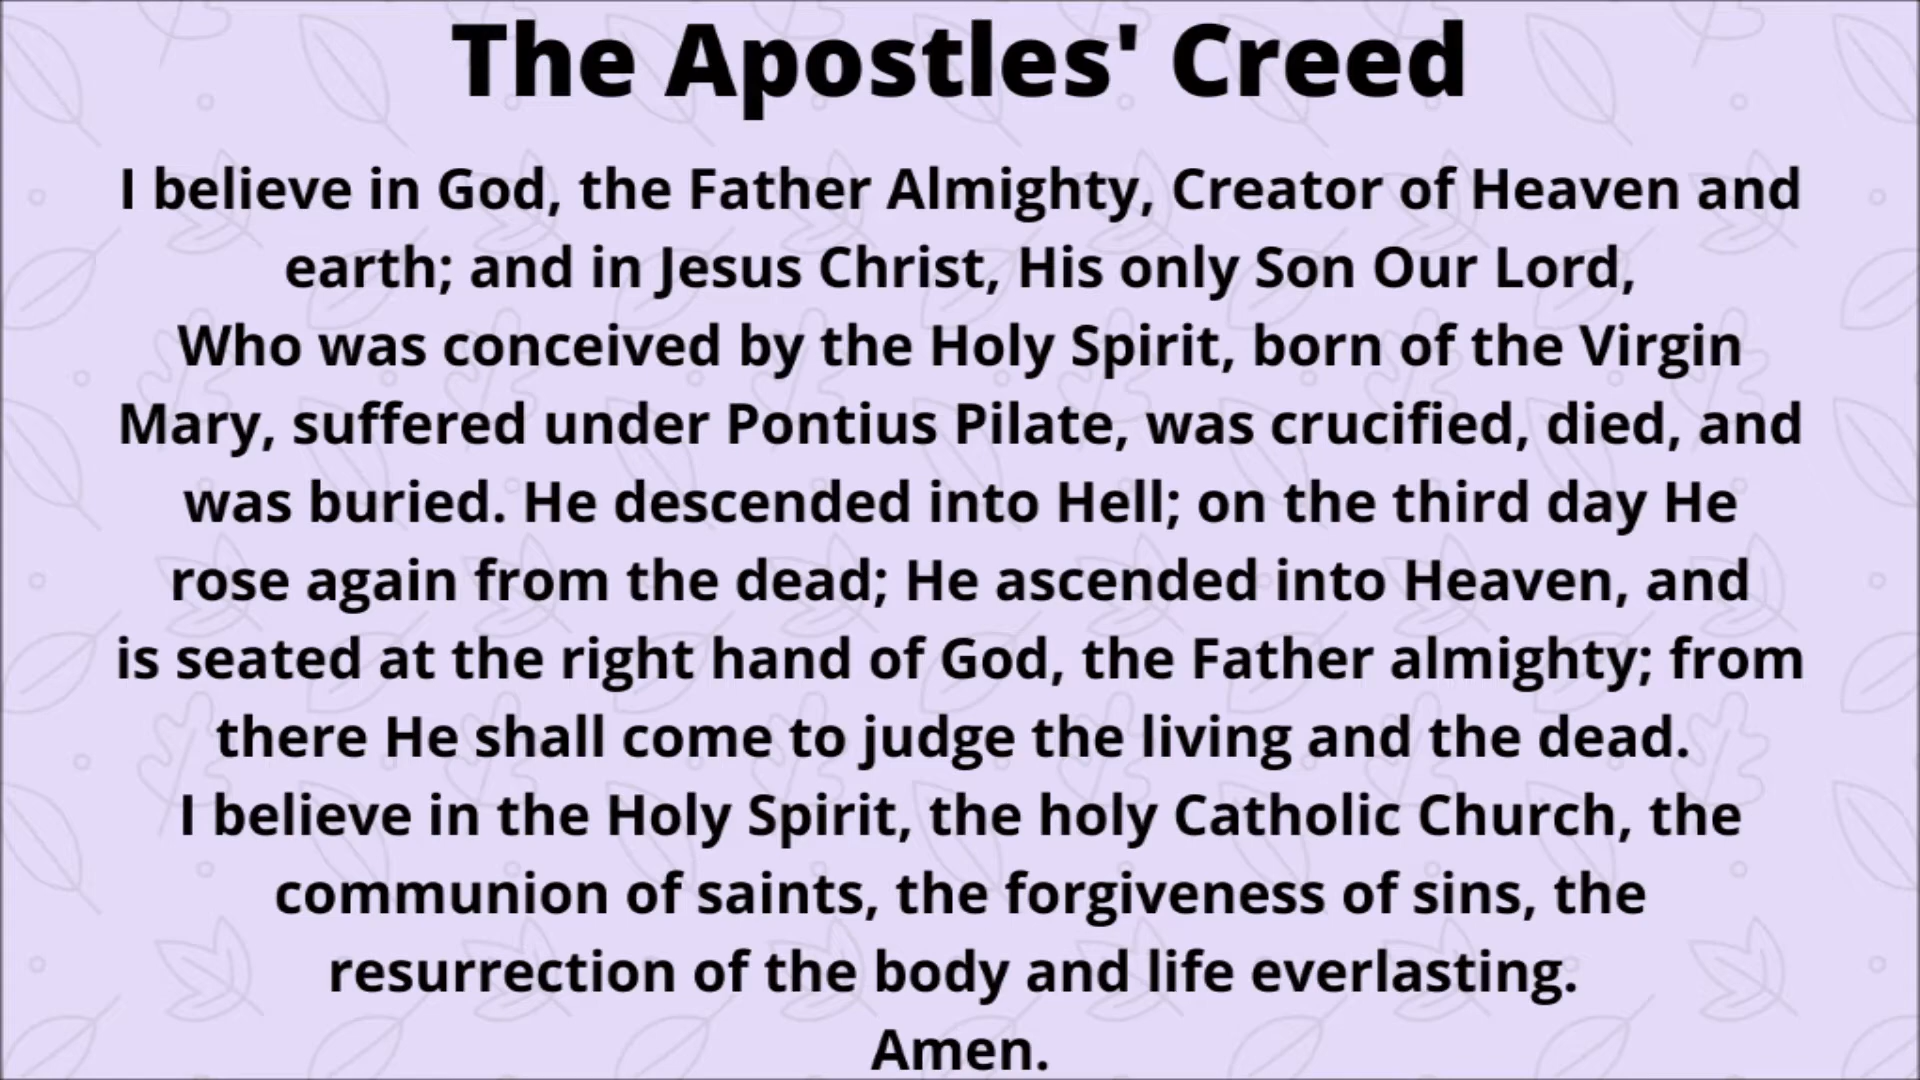 The Apostles' Creed
I believe in God, the Father Almighty, Creator of Heaven and
earth; and in Jesus Christ, His only Son Our Lord,
Who was conceived by the Holy Spirit, born of the Virgin
Mary, suffered under Pontius Pilate, was crucified, died, and
was buried. He descended into Hell; on the third day He
rose again from the dead; He ascended into Heaven, and
is seated at the right hand of God, the Father almighty; from
there He shall come to judge the living and the dead.
I believe in the Holy Spirit, the holy Catholic Church, the
communion of saints, the forgiveness of sins, the
resurrection of the body and life everlasting.
Amen.